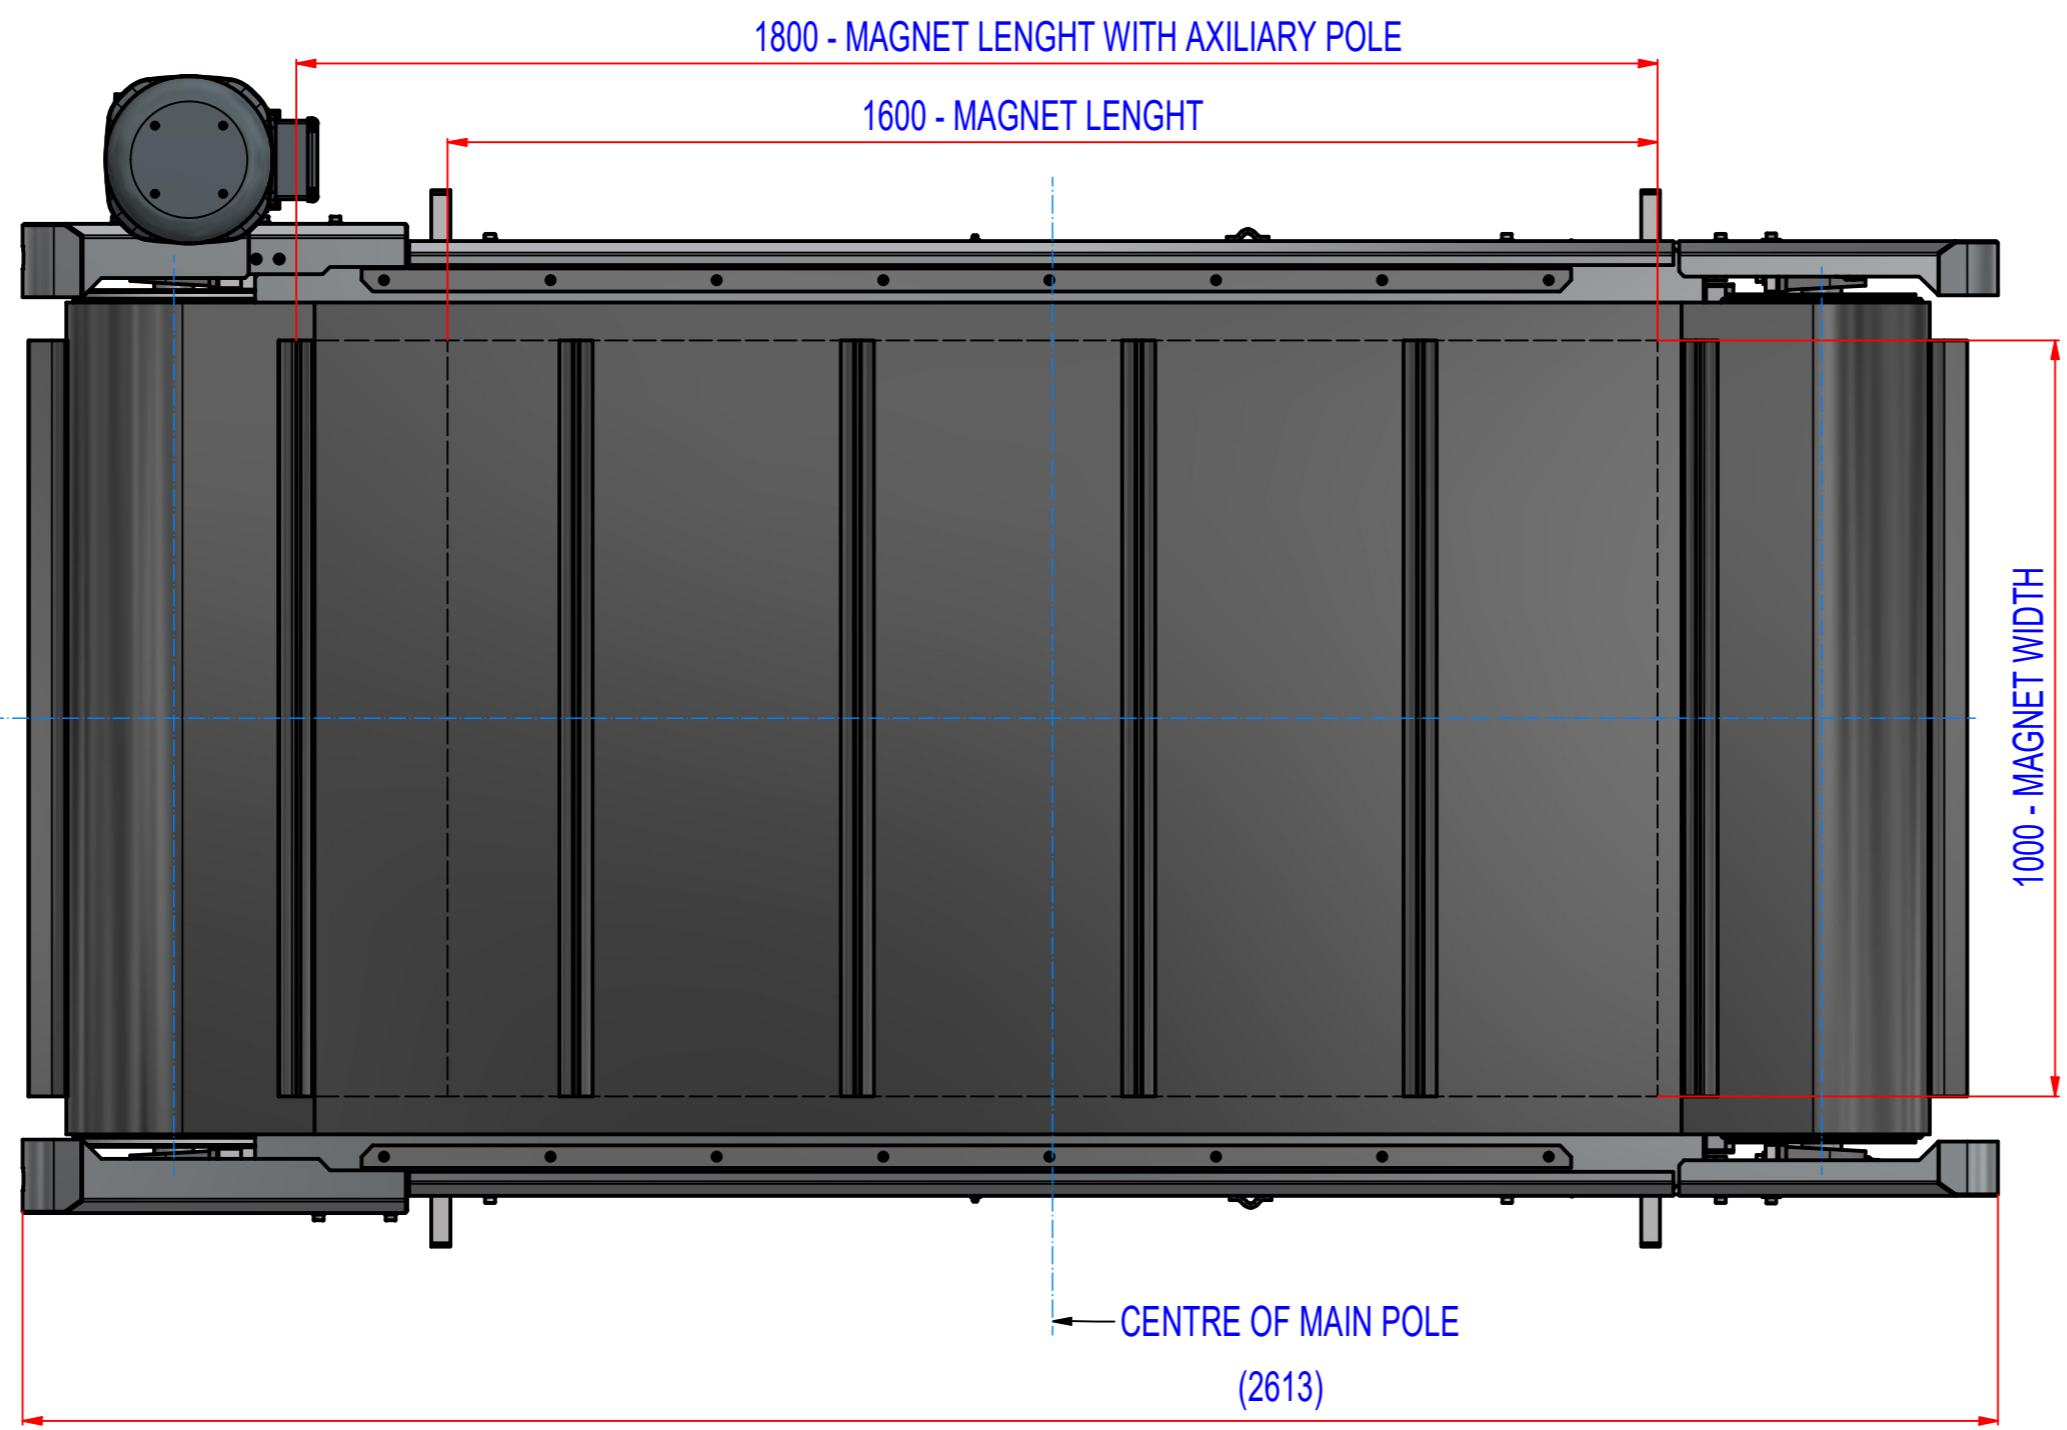 1800 - MAGNET LENGHT WITH AXILIARY POLE
1600 - MAGNET LENGHT
1000 - MAGNET WIDTH
CENTRE OF MAIN POLE
(2613)